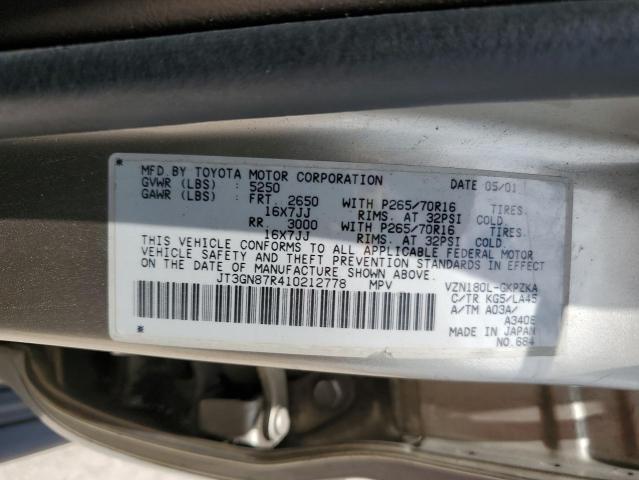 MFD. BY TOYOTA MOTOR CORPORATION DATE 05/01
GVWR (LBS) : 5250
GAWR (LBS) : FRT. 2650 WITH P265/70R16 TIRES.
16X7JJ RIMS. AT 32PSI COLD.
RR. 3000 WITH P265/70R16 TIRES.
16X7JJ RIMS. AT 32PSI COLD.
THIS VEHICLE CONFORMS TO ALL APPLICABLE FEDERAL MOTOR
VEHICLE SAFETY AND THEFT PREVENTION STANDARDS IN EFFECT
ON THE DATE OF MANUFACTURE SHOWN ABOVE.
JT3GN87R410212778 MPV
VZN180L-GKPZKA
C/TR KG5/LA45
A/TM A03A/
A340E
MADE IN JAPAN
NO.684